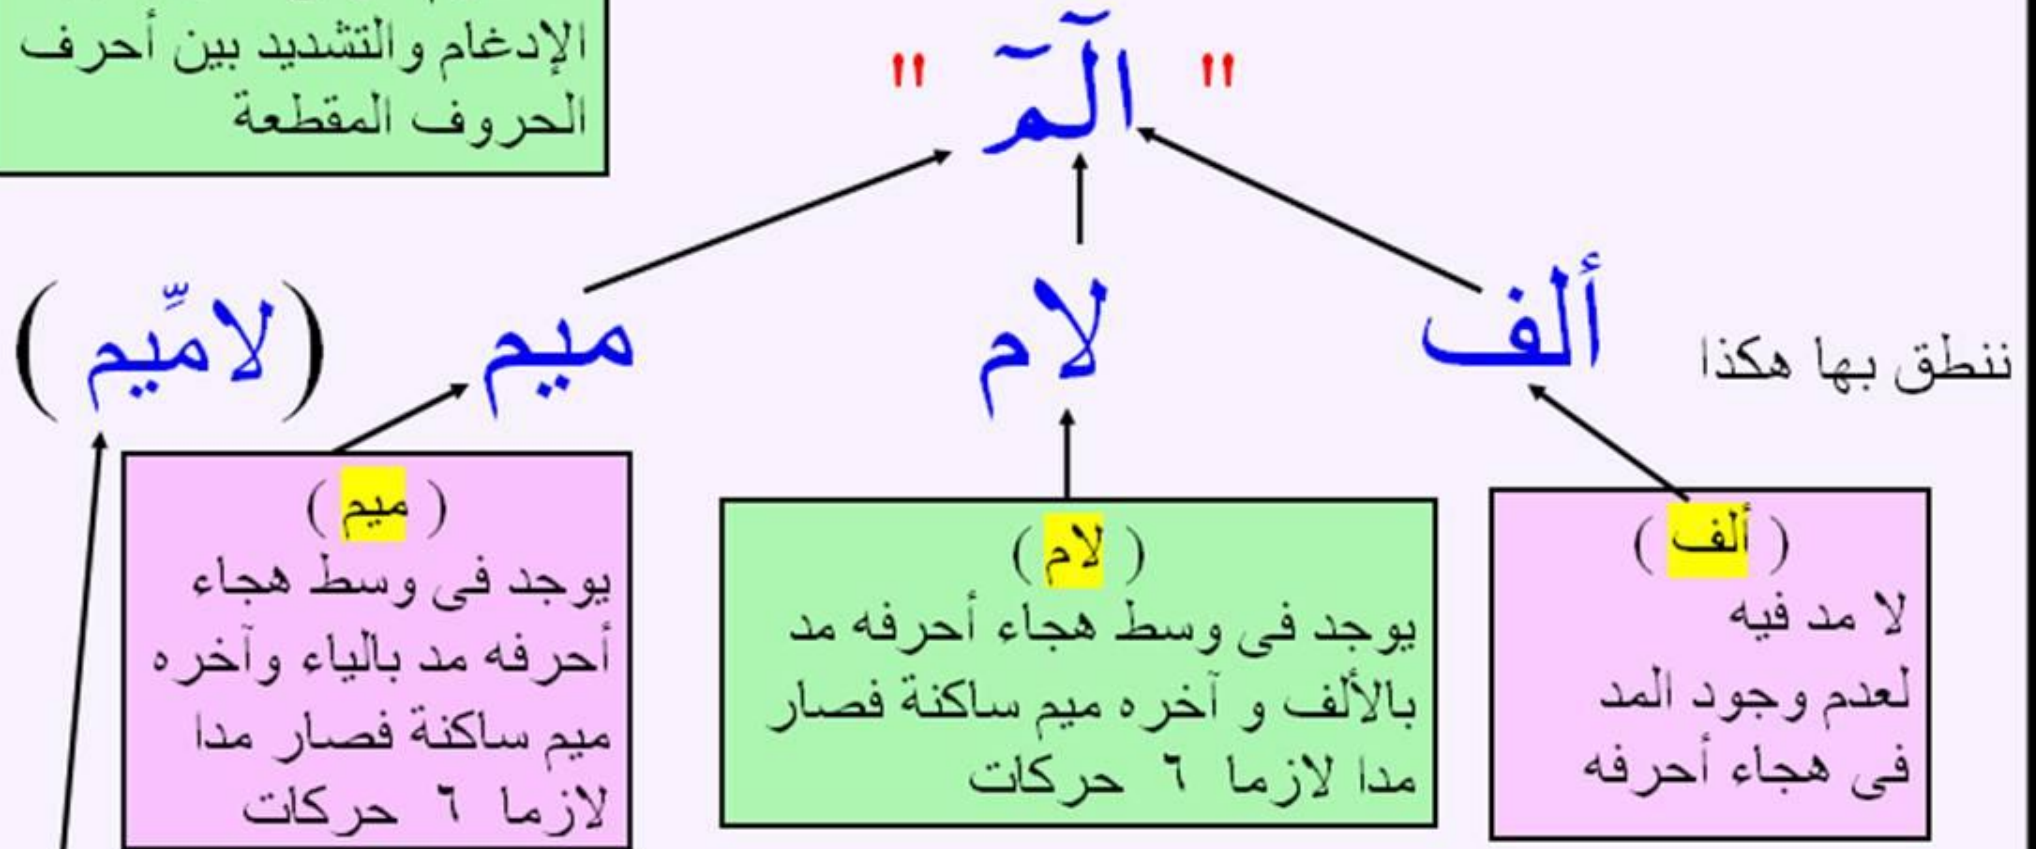 الإدغام والتشديد بين أحرف
الحروف المقطعة
" الٓمٓ "
ننطق بها هكذا ألف لام ميم (لامِّيم)
( ألف )
لا مد فيه
لعدم وجود المد
فى هجاء أحرفه
( لام )
يوجد فى وسط هجاء أحرفه مد
بالألف و آخره ميم ساكنة فصار
مدا لازما ٦ حركات
( ميم )
يوجد فى وسط هجاء
أحرفه مد بالياء وآخره
ميم ساكنة فصار مدا
لازما ٦ حركات